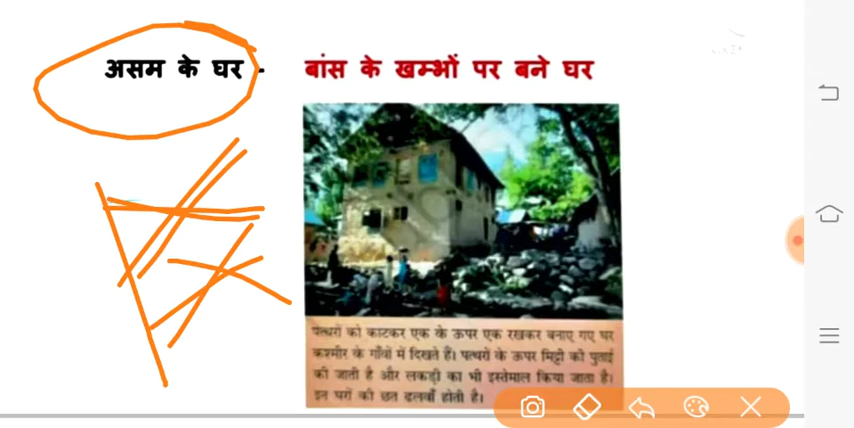 असम के घर - बांस के खम्भों पर बने घर
पत्थरों को काटकर एक के ऊपर एक रखकर बनाए गए घर
कश्मीर के गाँवों में दिखते हैं। पत्थरों के ऊपर मिट्टी की पुताई
की जाती है और लकड़ी का भी इस्तेमाल किया जाता है।
इन घरों की छत ढलवाँ होती है।